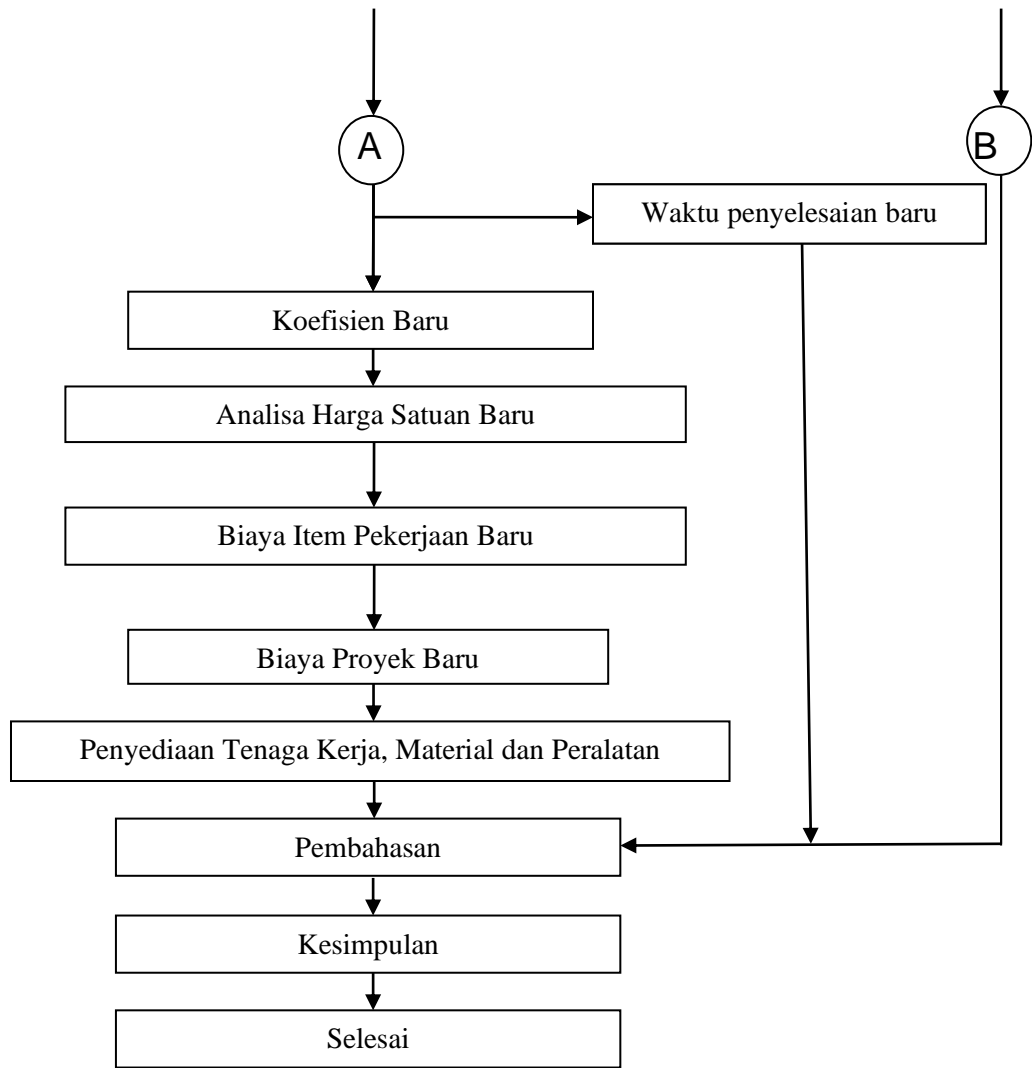 A
B
Waktu penyelesaian baru
Koefisien Baru
Analisa Harga Satuan Baru
Biaya Item Pekerjaan Baru
Biaya Proyek Baru
Penyediaan Tenaga Kerja, Material dan Peralatan
Pembahasan
Kesimpulan
Selesai